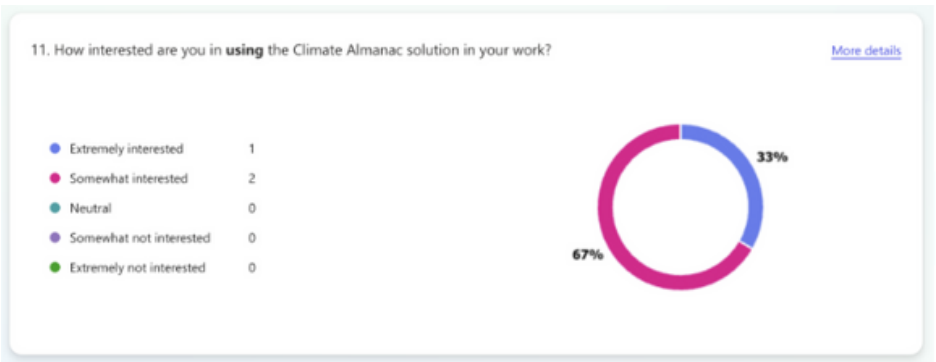 11. How interested are you in using the Climate Almanac solution in your work?
More details
Extremely interested 1
Somewhat interested 2
Neutral 0
Somewhat not interested 0
Extremely not interested 0
33%
67%